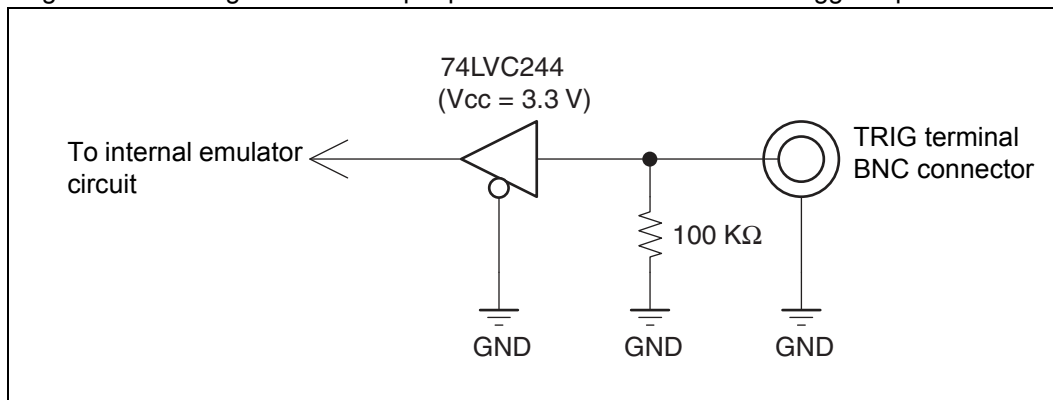 74LVC244
(Vcc = 3.3 V)
To internal emulator
circuit
TRIG terminal
BNC connector
100 KΩ
GND
GND
GND